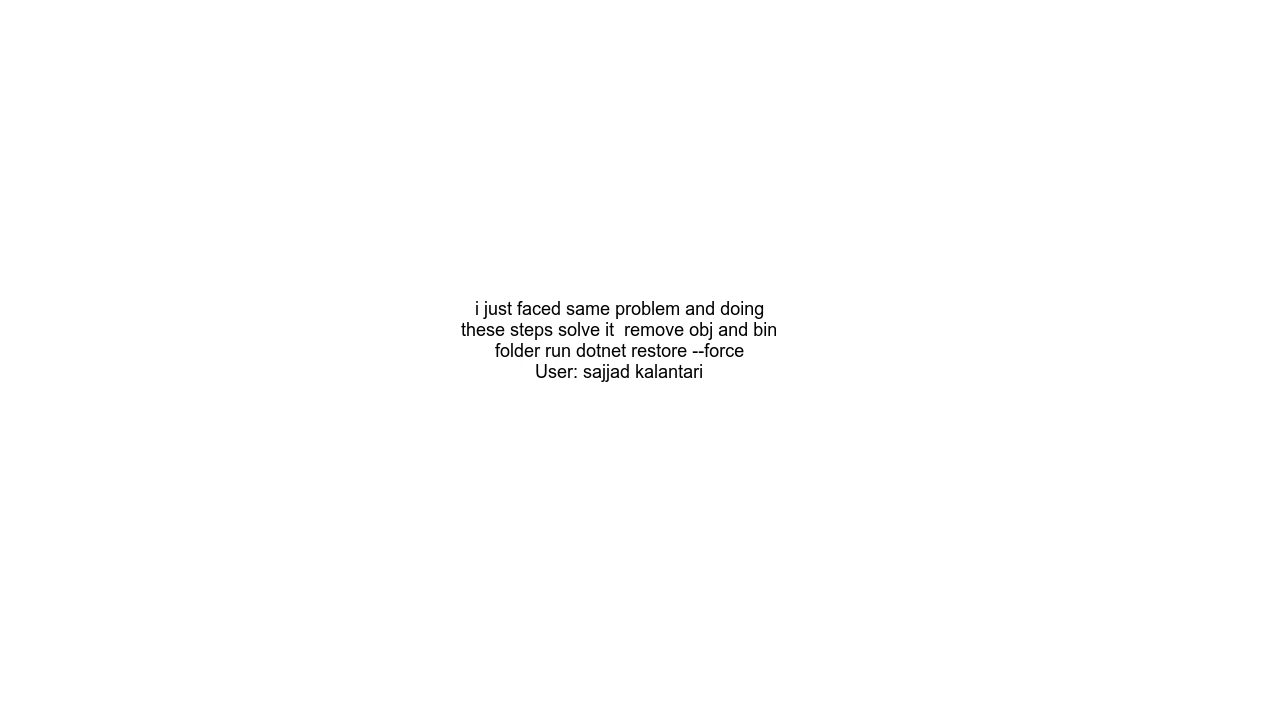 i just faced same problem and doing
these steps solve it  remove obj and bin
folder run dotnet restore --force
User: sajjad kalantari